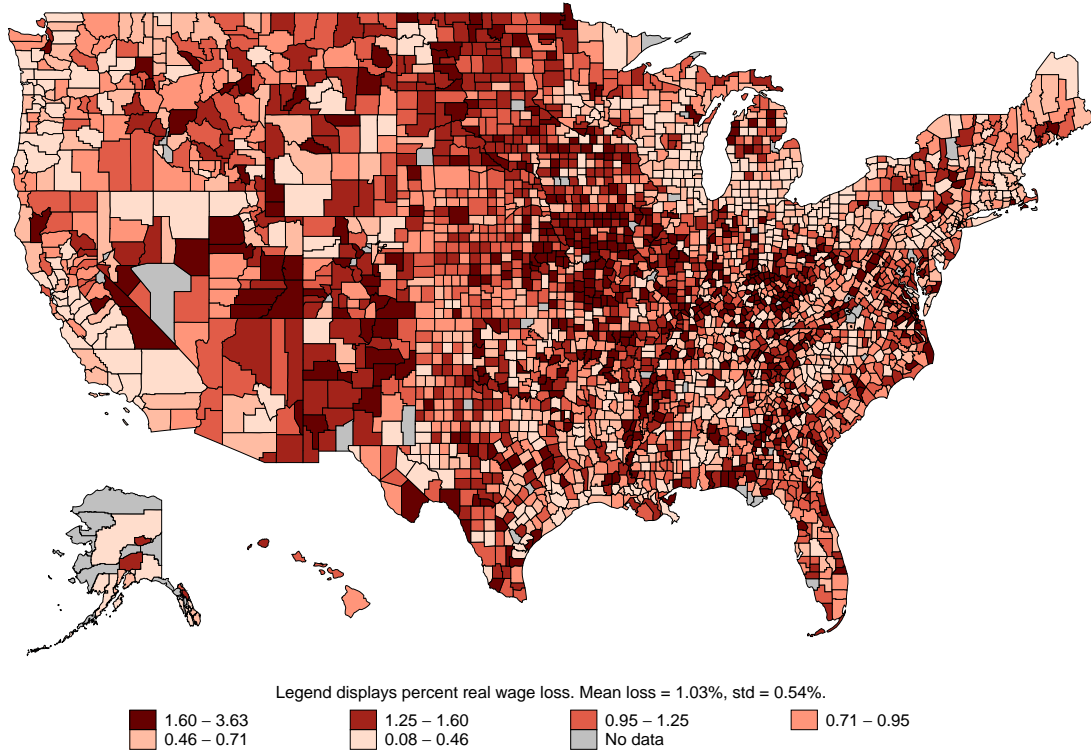 Legend displays percent real wage loss. Mean loss = 1.03%, std = 0.54%.
1.60 – 3.63 1.25 – 1.60 0.95 – 1.25 0.71 – 0.95
0.46 – 0.71 0.08 – 0.46 No data